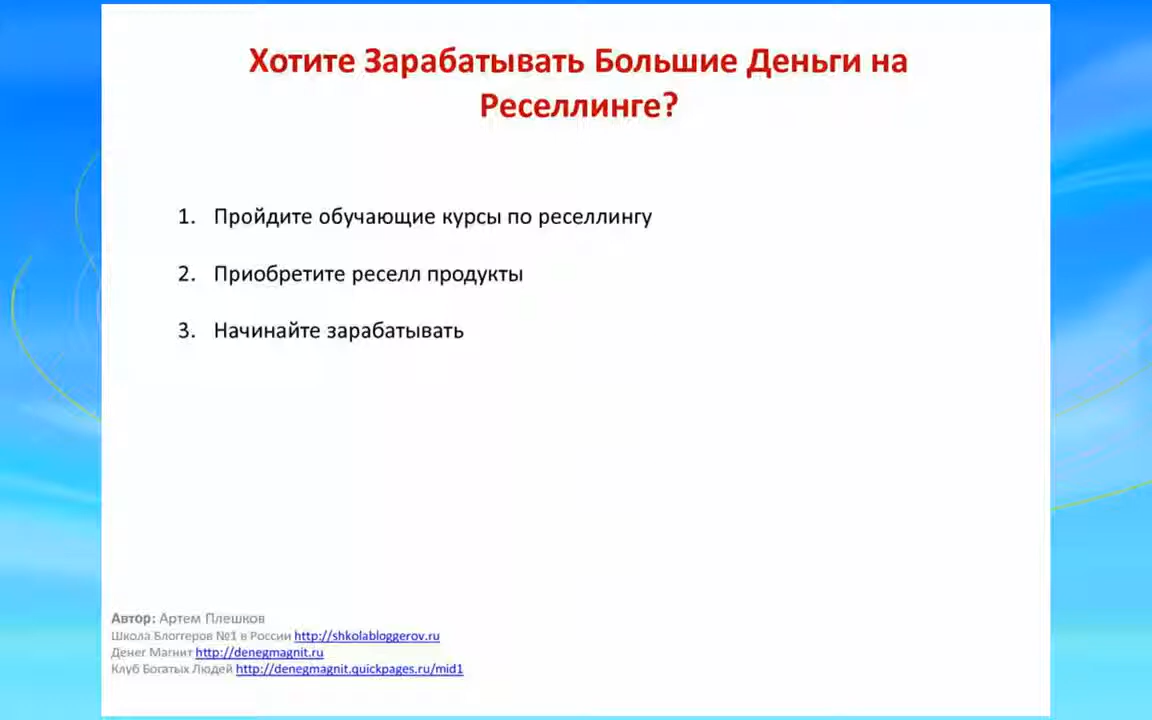 Хотите Зарабатывать Большие Деньги на
Реселлинге?
1. Пройдите обучающие курсы по реселлингу
2. Приобретите реселл продукты
3. Начинайте зарабатывать
Автор: Артем Плешков
Школа Блоггеров №1 в России http://shkolabloggerov.ru
Денег Магнит http://denegmagnit.ru
Клуб Богатых Людей http://denegmagnit.quickpages.ru/mid1